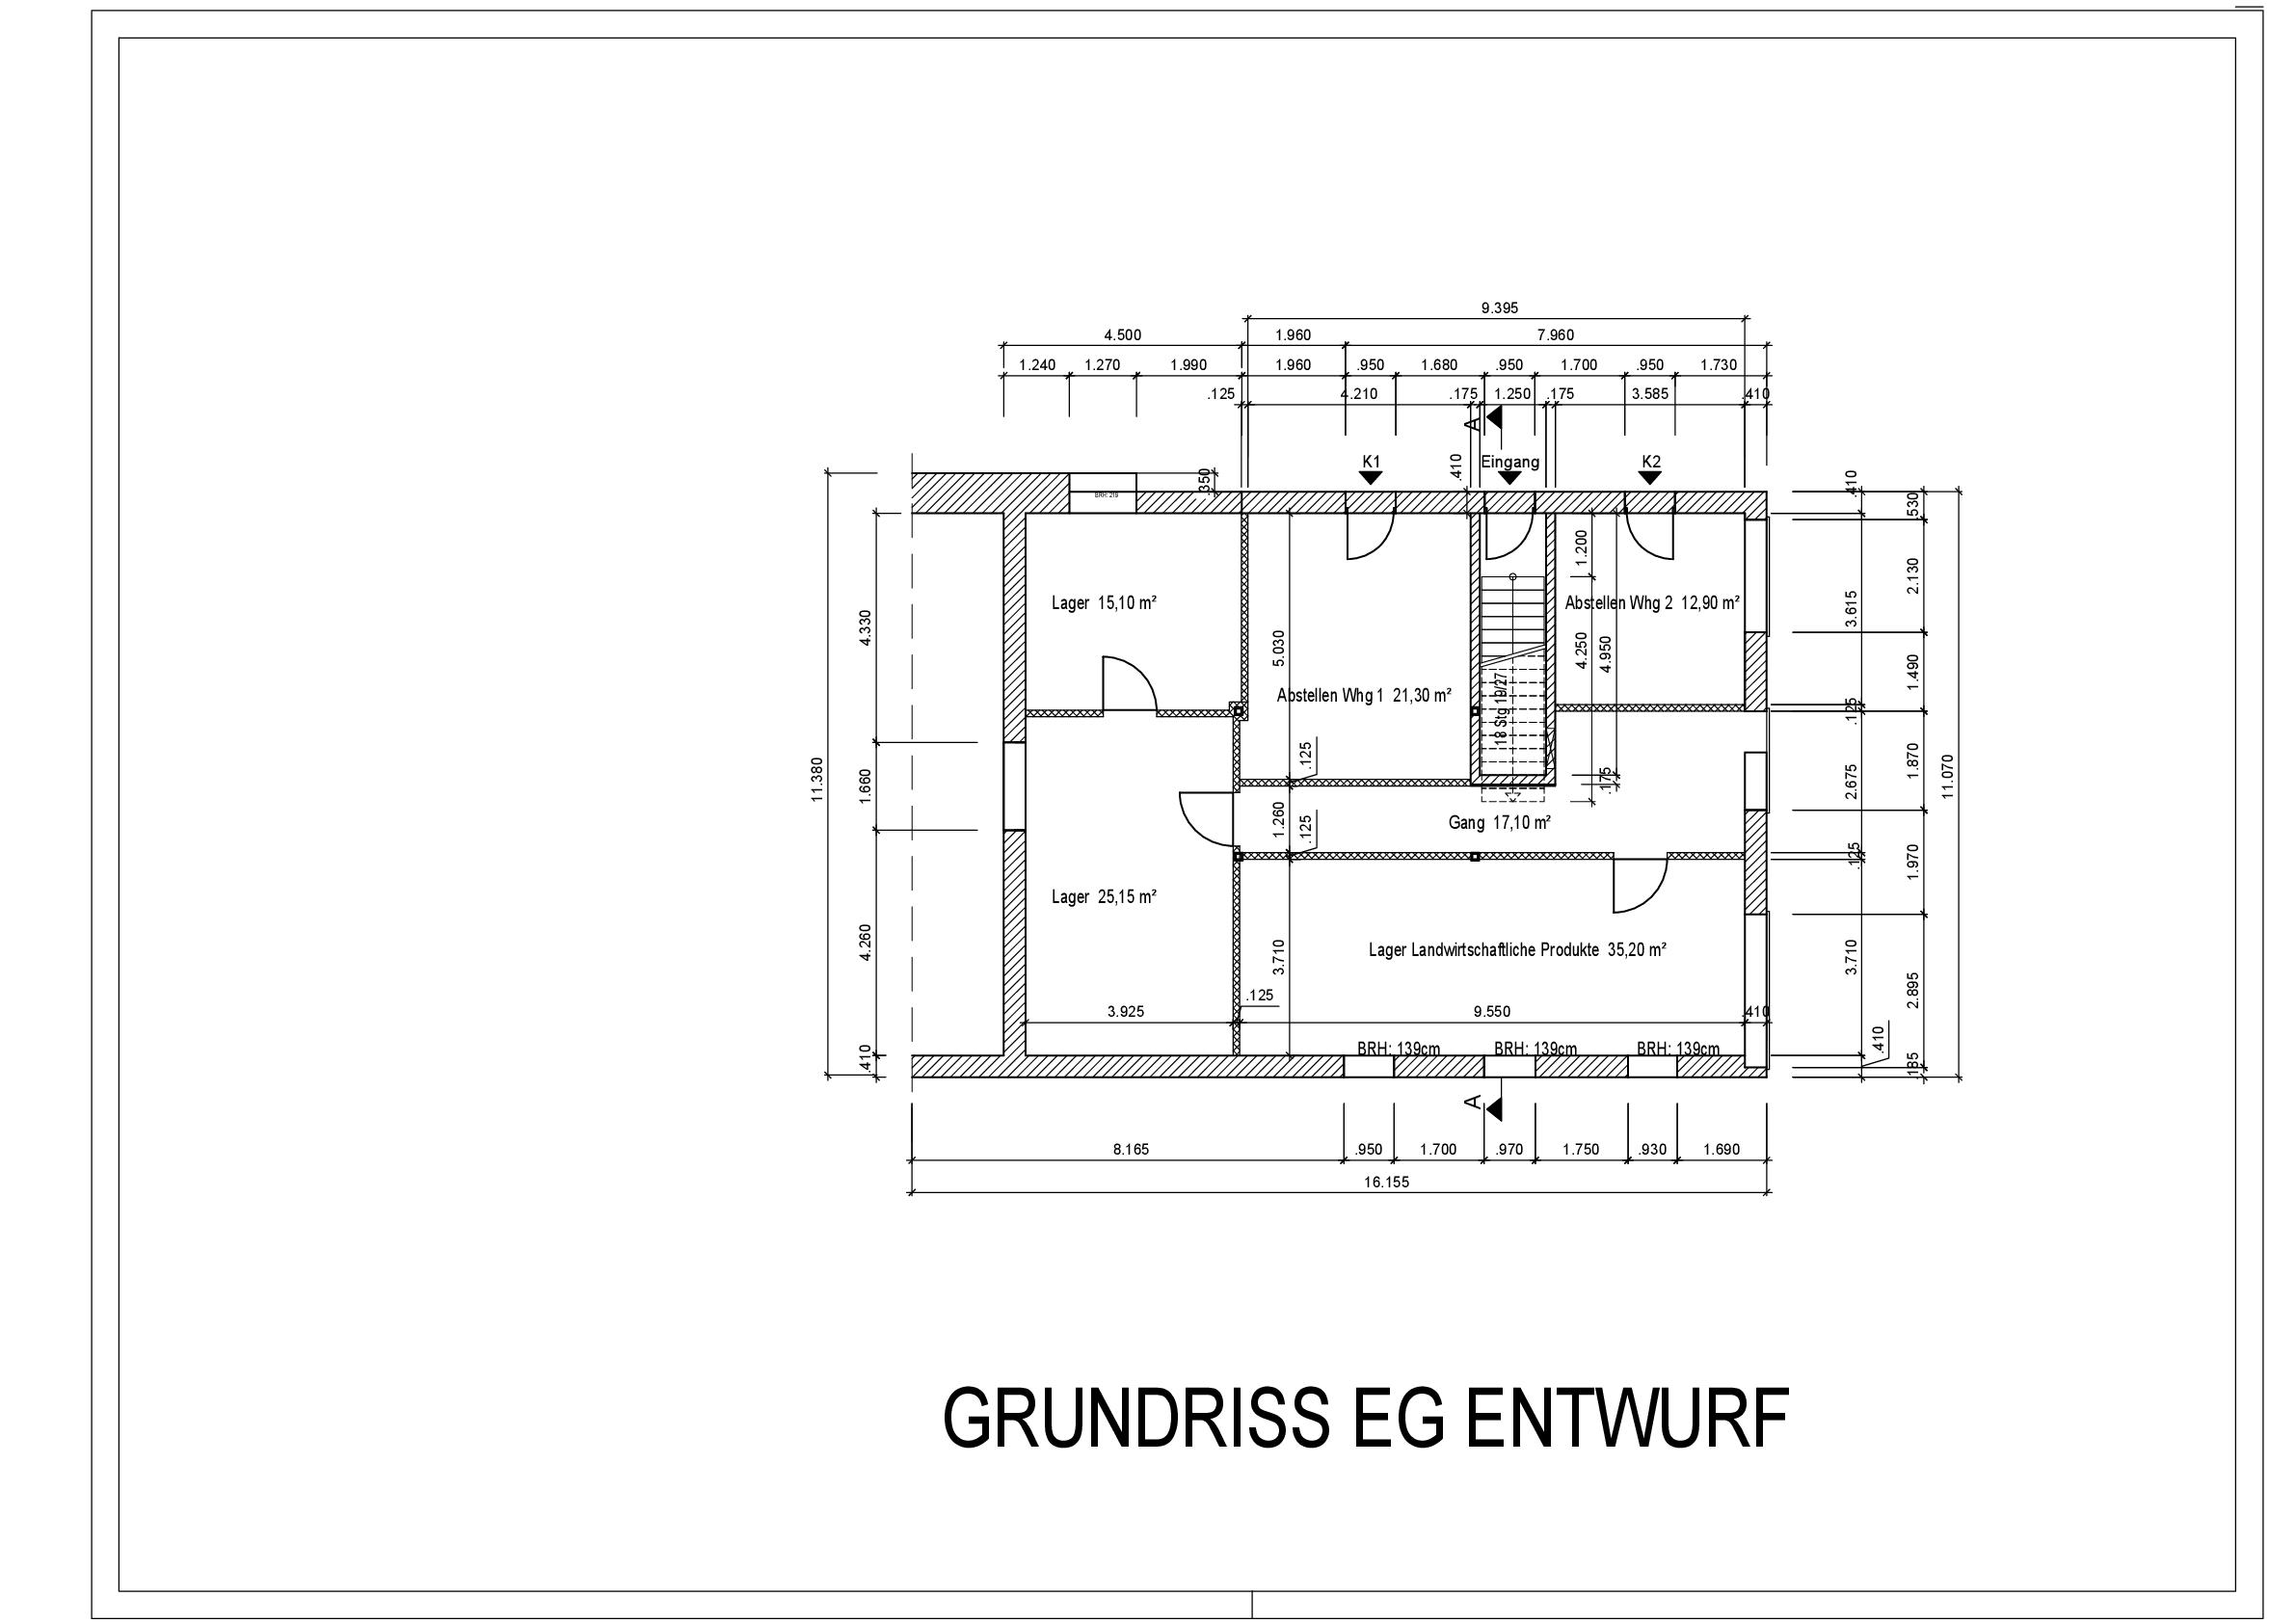 9.395
4.500 1.960 7.960
1.240 1.270 1.990 1.960 .950 1.680 .950 1.700 .950 1.730
.125 4.210 .175 1.250 .175 3.585 .410
A
K1 Eingang K2
.350 .410 .410
BRH: 219
.530
1.200
2.130
Lager 15,10 m²
Abstellen Whg 2 12,90 m²
4.330
3.615
5.030
4.250
4.950
1.490
Abstellen Whg 1 21,30 m²
18 Stg 19/27
.125
.125
11.380
1.660
.175
2.675
1.870
11.070
1.260
.125
Gang 17,10 m²
.125
1.970
Lager 25,15 m²
4.260
3.710
Lager Landwirtschaftliche Produkte 35,20 m²
3.710
2.895
.125
3.925 9.550 .410
.410
.410
BRH: 139cm BRH: 139cm BRH: 139cm
.185
A
8.165 .950 1.700 .970 1.750 .930 1.690
16.155
GRUNDRISS EG ENTWURF